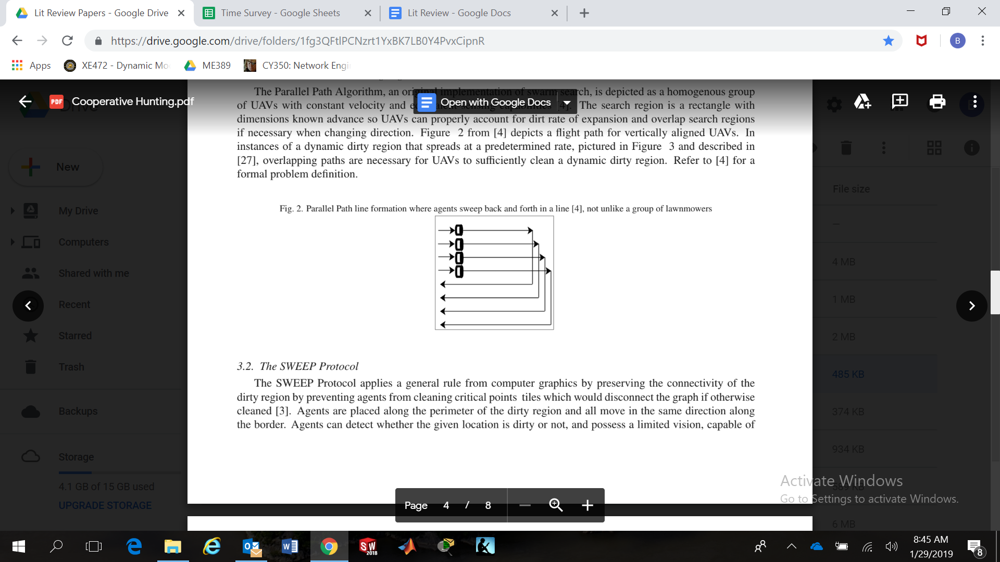 Lit Review Papers - Google Drive
Time Survey - Google Sheets
Lit Review - Google Docs
https://drive.google.com/drive/folders/1fg3QFtlPCNzrt1YxBK7LB0Y4PvxCipnR
B
Apps
XE472 - Dynamic Mo
ME389
CY350: Network Engi
PDF
Cooperative Hunting.pdf
Drive
Open with Google Docs
The Parallel Path Algorithm, an original implementation of swarm search, is depicted as a homogenous group
of UAVs with constant velocity and equivalent sensing capabilities [4]. The search region is a rectangle with
dimensions known advance so UAVs can properly account for dirt rate of expansion and overlap search regions
if necessary when changing direction. Figure 2 from [4] depicts a flight path for vertically aligned UAVs. In
instances of a dynamic dirty region that spreads at a predetermined rate, pictured in Figure 3 and described in
[27], overlapping paths are necessary for UAVs to sufficiently clean a dynamic dirty region. Refer to [4] for a
formal problem definition.
Fig. 2. Parallel Path line formation where agents sweep back and forth in a line [4], not unlike a group of lawnmowers
3.2. The SWEEP Protocol
The SWEEP Protocol applies a general rule from computer graphics by preserving the connectivity of the
dirty region by preventing agents from cleaning critical points tiles which would disconnect the graph if otherwise
cleaned [3]. Agents are placed along the perimeter of the dirty region and all move in the same direction along
the border. Agents can detect whether the given location is dirty or not, and possess a limited vision, capable of
New
My Drive
Computers
Shared with me
Recent
Starred
Trash
Backups
Storage
4.1 GB of 15 GB used
UPGRADE STORAGE
File size
—
4 MB
1 MB
2 MB
485 KB
374 KB
934 KB
589 KB
6 MB
Activate Windows
Go to Settings to activate Windows.
Page 4 / 8
SW
2018
8:45 AM
1/29/2019
8